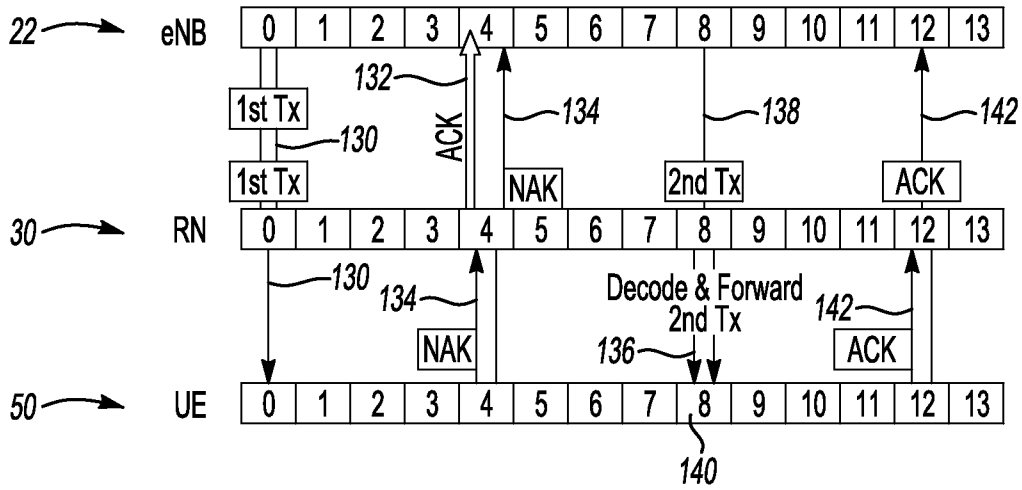 22 eNB 0 1 2 3 4 5 6 7 8 9 10 11 12 13
132
134
138
142
1st Tx
130
ACK
1st Tx
NAK
2nd Tx
ACK
30 RN 0 1 2 3 4 5 6 7 8 9 10 11 12 13
130
134
Decode & Forward
2nd Tx
142
NAK
136
ACK
50 UE 0 1 2 3 4 5 6 7 8 9 10 11 12 13
140